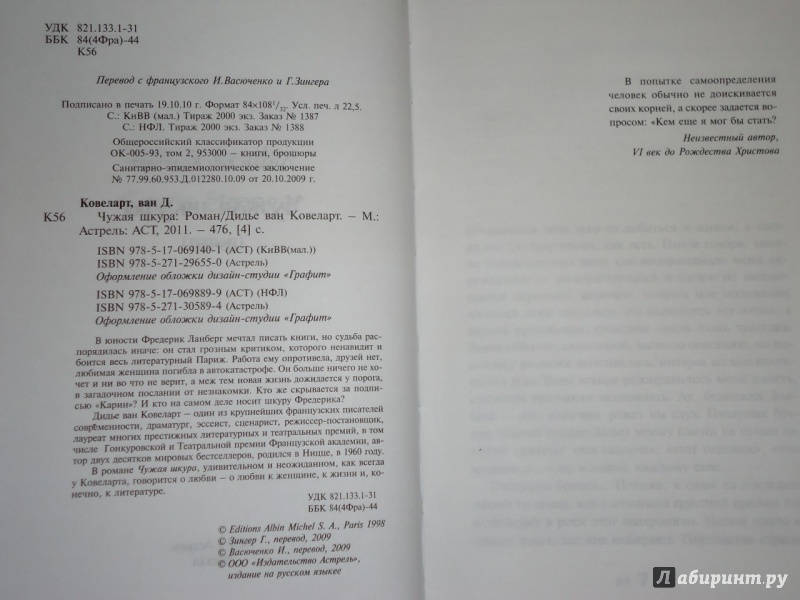 УДК 821.133.1-31
ББК 84(4Фра)-44
К56
Перевод с французского И.Васюченко и Г.Зингера
Подписано в печать 19.10.10 г. Формат 84×108 1/32. Усл. печ. л 22,5.
С.: КнВВ (мал.) Тираж 2000 экз. Заказ № 1387
С.: НФЛ. Тираж 2000 экз. Заказ № 1388
Общероссийский классификатор продукции
ОК-005-93, том 2, 953000 – книги, брошюры
Санитарно-эпидемиологическое заключение
№ 77.99.60.953.Д.012280.10.09 от 20.10.2009 г.
Ковеларт, ван Д.
К56 Чужая шкура: Роман/Дидье ван Ковеларт. – М.:
Астрель: АСТ, 2011. – 476, [4] с.
ISBN 978-5-17-069140-1 (АСТ) (КнВВ(мал.))
ISBN 978-5-271-29655-0 (Астрель)
Оформление обложки дизайн-студии «Графит»
ISBN 978-5-17-069889-9 (АСТ) (НФЛ)
ISBN 978-5-271-30589-4 (Астрель)
Оформление обложки дизайн-студии «Графит»
В юности Фредерик Ланберг мечтал писать книги, но судьба рас-
порядилась иначе: он стал грозным критиком, которого ненавидит и
боится весь литературный Париж. Работа ему опротивела, друзей нет,
любимая женщина погибла в автокатастрофе. Он больше ничего не хо-
чет и ни во что не верит, а меж тем новая жизнь дожидается у порога,
в загадочном послании от незнакомки. Кто же скрывается за подпи-
сью «Карин»? И кто на самом деле носит шкуру Фредерика?
Дидье ван Ковеларт – один из крупнейших французских писателей
современности, драматург, эссеист, сценарист, режиссер-постановщик,
лауреат многих престижных литературных и театральных премий, в том
числе Гонкуровской и Театральной премии Французской академии, ав-
тор двух десятков мировых бестселлеров, родился в Ницце, в 1960 году.
В романе Чужая шкура, удивительном и неожиданном, как всегда
у Ковеларта, говорится о любви – о любви к женщине, к жизни и, ко-
нечно, к литературе.
УДК 821.133.1-31
ББК 84(4Фра)-44
© Editions Albin Michel S. A., Paris 1998
© Зингер Г., перевод, 2009
© Васюченко И., перевод, 2009
© ООО «Издательство Астрель»,
издание на русском языкее
В попытке самоопределения
человек обычно не доискивается
своих корней, а скорее задается во-
просом: «Кем еще я мог бы стать?
Неизвестный автор,
VI век до Рождества Христова
Лабиринт.ру